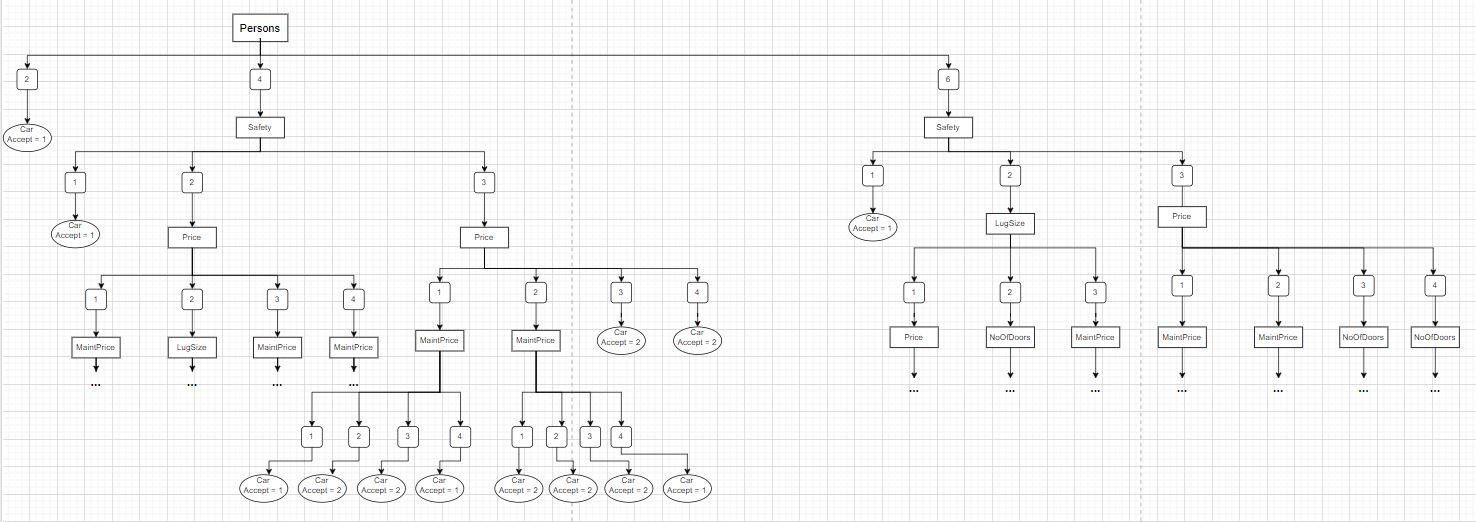 Persons
2 4 6
Car
Accept = 1
Safety Safety
1 2 3 1 2 3
Car
Accept = 1
Price Price
Car
Accept = 1
LugSize Price
1 2 3 4 1 2 3 4 1 2 3 1 2 3 4
MaintPrice LugSize MaintPrice MaintPrice MaintPrice MaintPrice
Car
Accept = 2
Car
Accept = 2
Price NoOfDoors MaintPrice MaintPrice MaintPrice NoOfDoors NoOfDoors
... ... ... ... ... ... ... ... ... ... ...
1 2 3 4 1 2 3 4
Car
Accept = 1
Car
Accept = 2
Car
Accept = 2
Car
Accept = 1
Car
Accept = 2
Car
Accept = 2
Car
Accept = 2
Car
Accept = 1